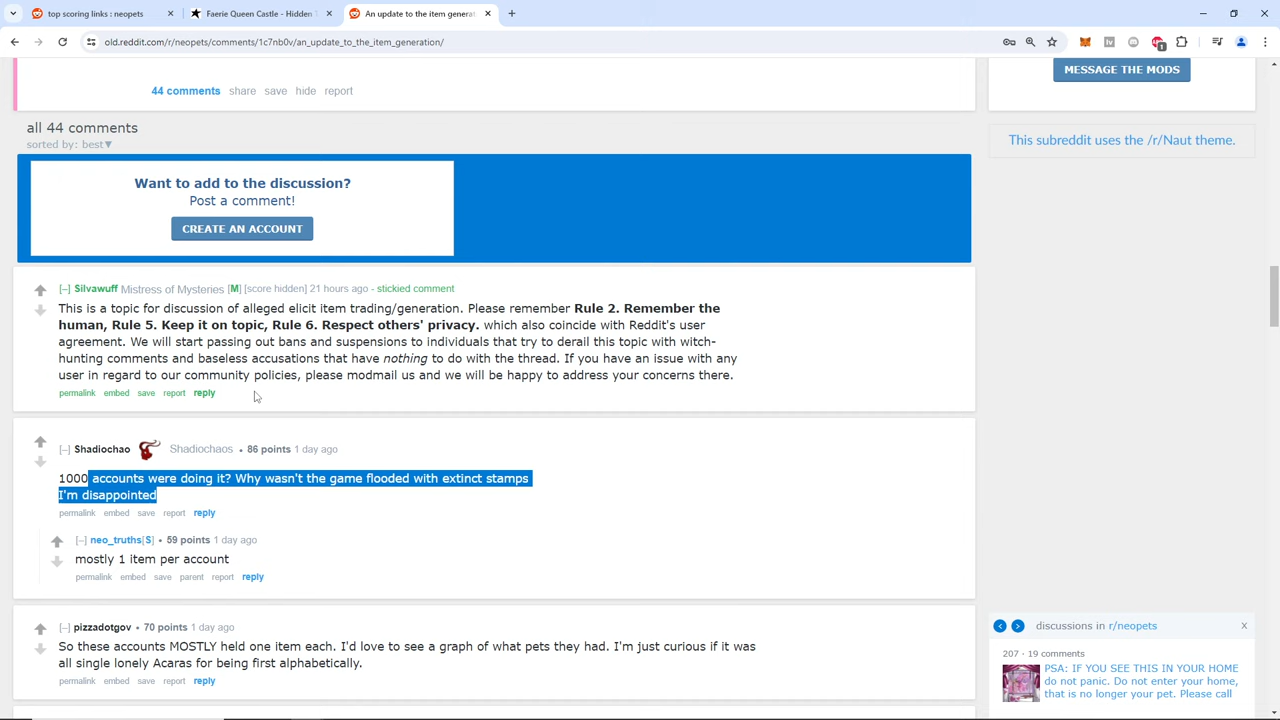 top scoring links : neopets
Faerie Queen Castle - Hidden
An update to the item generat
old.reddit.com/r/neopets/comments/1c7nb0v/an_update_to_the_item_generation/
1
44 comments share save hide report
MESSAGE THE MODS
all 44 comments
sorted by: best▼
This subreddit uses the /r/Naut theme.
Want to add to the discussion?
Post a comment!
CREATE AN ACCOUNT
[–] Silvawuff Mistress of Mysteries [M] [score hidden] 21 hours ago - stickied comment
This is a topic for discussion of alleged elicit item trading/generation. Please remember Rule 2. Remember the
human, Rule 5. Keep it on topic, Rule 6. Respect others' privacy. which also coincide with Reddit's user
agreement. We will start passing out bans and suspensions to individuals that try to derail this topic with witch-
hunting comments and baseless accusations that have nothing to do with the thread. If you have an issue with any
user in regard to our community policies, please modmail us and we will be happy to address your concerns there.
permalink embed save report reply
[–] Shadiochao Shadiochaos • 86 points 1 day ago
1000 accounts were doing it? Why wasn't the game flooded with extinct stamps
I'm disappointed
permalink embed save report reply
[–] neo_truths[S] • 59 points 1 day ago
mostly 1 item per account
permalink embed save parent report reply
[–] pizzadotgov • 70 points 1 day ago
So these accounts MOSTLY held one item each. I'd love to see a graph of what pets they had. I'm just curious if it was
all single lonely Acaras for being first alphabetically.
permalink embed save report reply
discussions in r/neopets X
207 · 19 comments
PSA: IF YOU SEE THIS IN YOUR HOME
do not panic. Do not enter your home,
that is no longer your pet. Please call